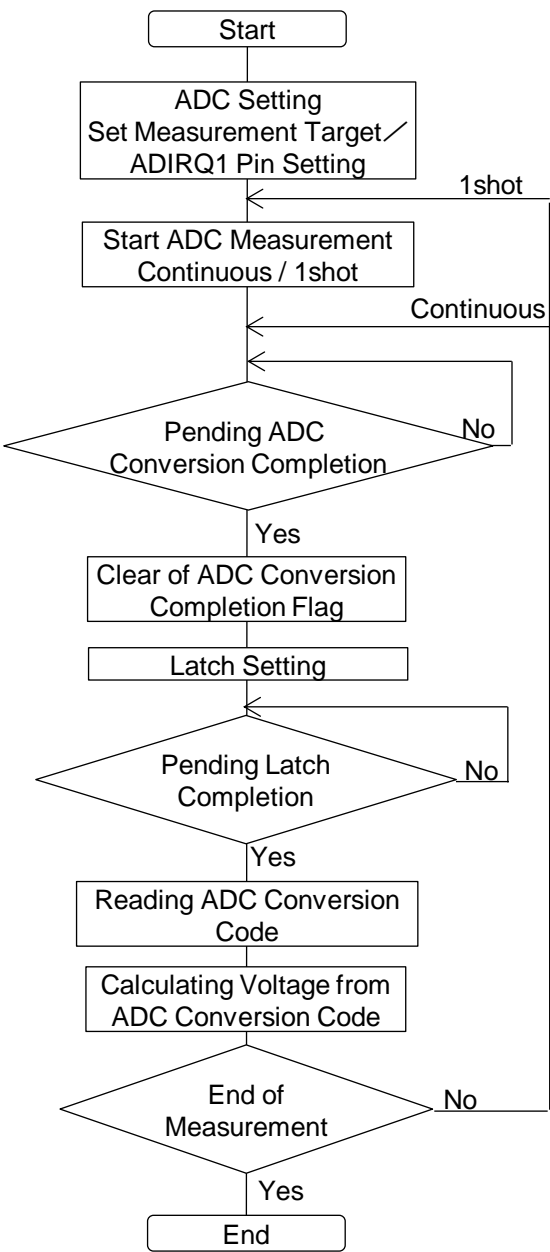 Start
ADC Setting
Set Measurement Target／
ADIRQ1 Pin Setting
1shot
Start ADC Measurement
Continuous / 1shot
Continuous
No
Pending ADC
Conversion Completion
Yes
Clear of ADC Conversion
Completion Flag
Latch Setting
Pending Latch
Completion
No
Yes
Reading ADC Conversion
Code
Calculating Voltage from
ADC Conversion Code
End of
Measurement
No
Yes
End